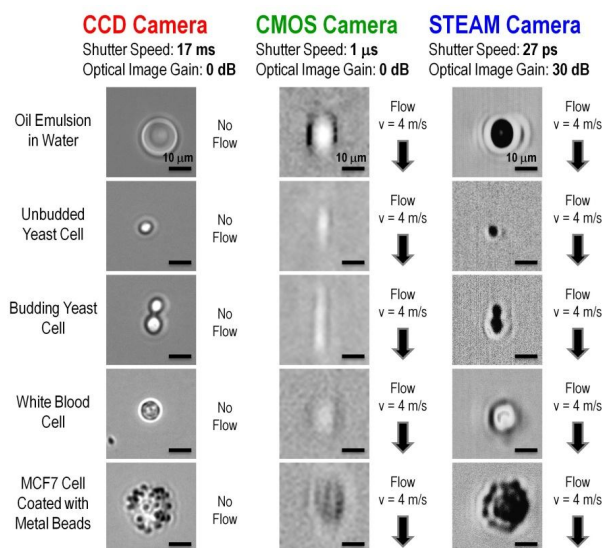 CCD Camera
Shutter Speed: 17 ms
Optical Image Gain: 0 dB
CMOS Camera
Shutter Speed: 1 μs
Optical Image Gain: 0 dB
STEAM Camera
Shutter Speed: 27 ps
Optical Image Gain: 30 dB
Oil Emulsion
in Water
10 μm
No
Flow
10 μm
Flow
v = 4 m/s
10 μm
Flow
v = 4 m/s
Unbudded
Yeast Cell
No
Flow
Flow
v = 4 m/s
Flow
v = 4 m/s
Budding Yeast
Cell
No
Flow
Flow
v = 4 m/s
Flow
v = 4 m/s
White Blood
Cell
No
Flow
Flow
v = 4 m/s
Flow
v = 4 m/s
MCF7 Cell
Coated with
Metal Beads
No
Flow
Flow
v = 4 m/s
Flow
v = 4 m/s